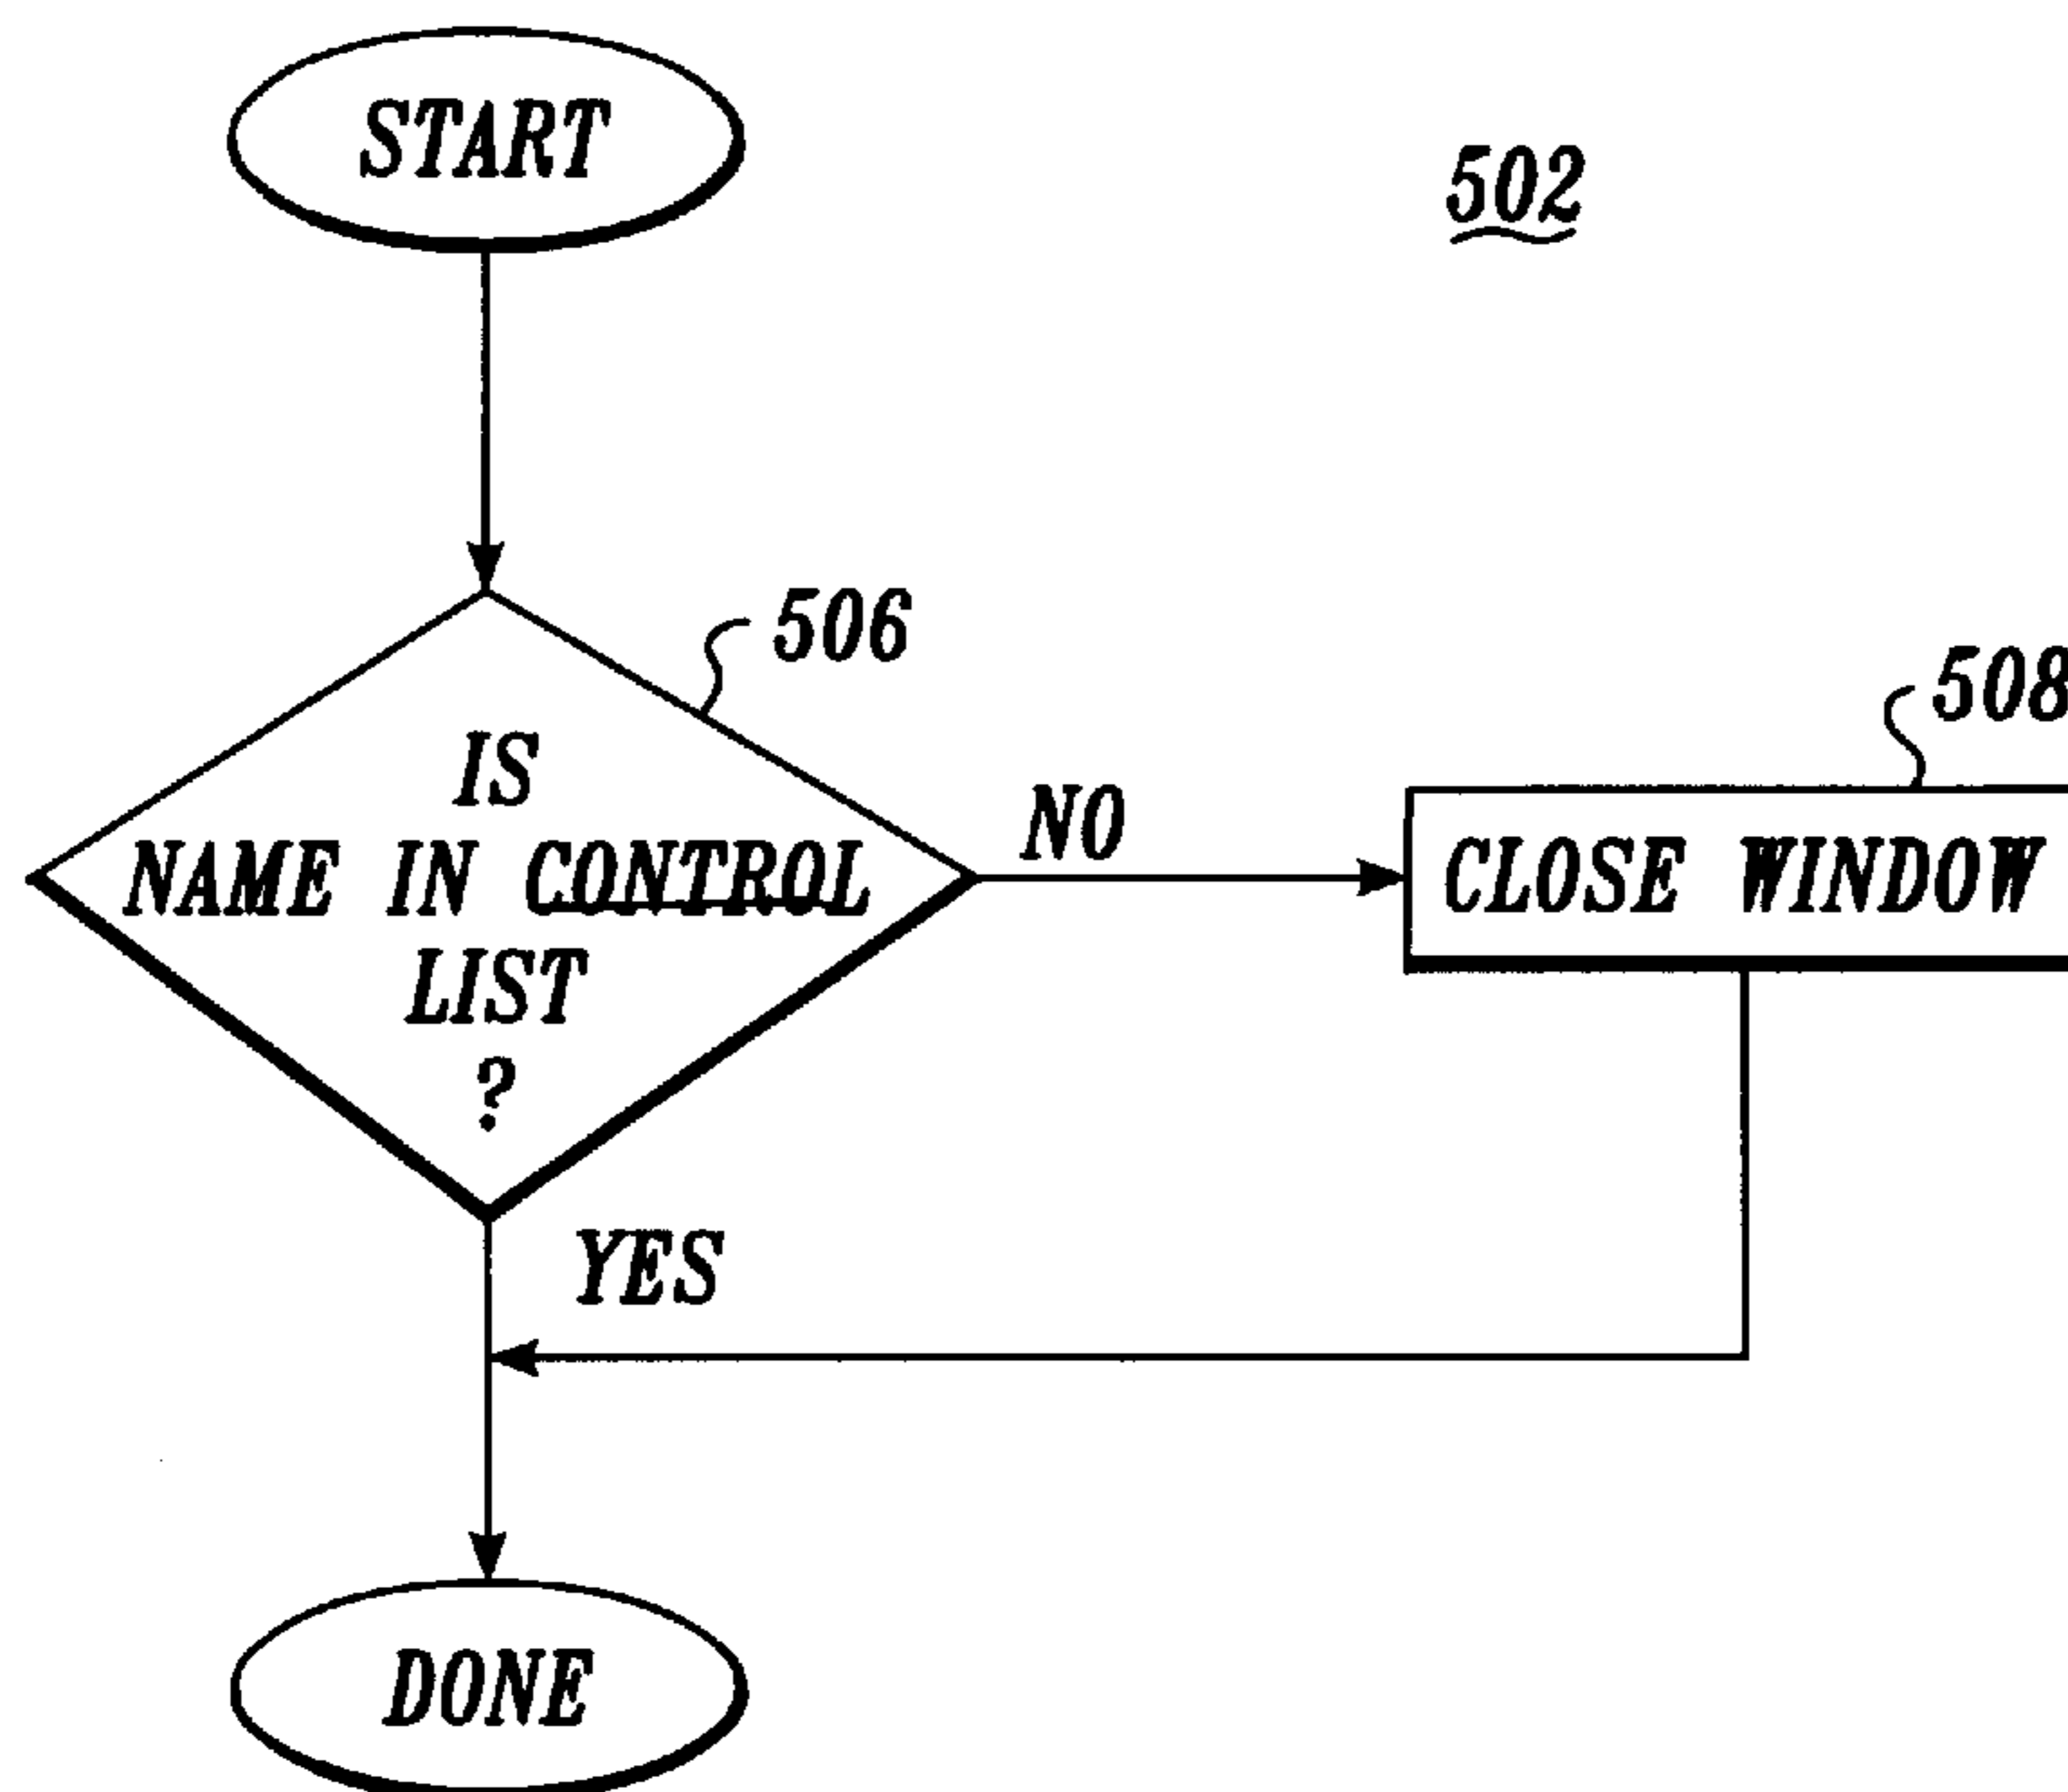 START
502
506
508
IS
NAME IN CONTROL
LIST
?
NO
CLOSE WINDOW
YES
DONE